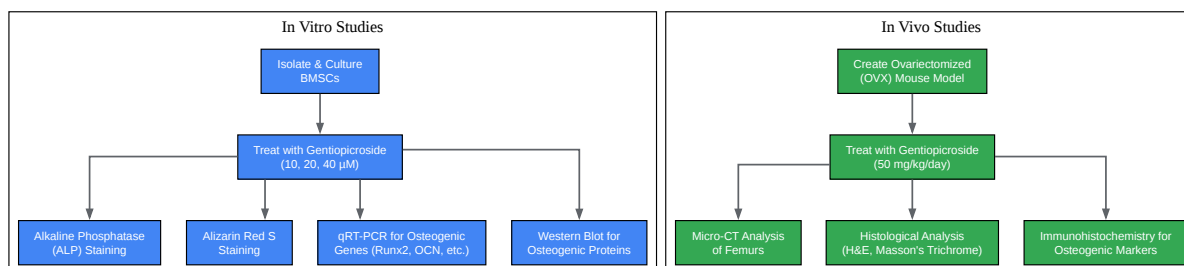 In Vitro Studies
Isolate & Culture
BMSCs
Treat with Gentiopicroside
(10, 20, 40 µM)
Alkaline Phosphatase
(ALP) Staining
Alizarin Red S
Staining
qRT-PCR for Osteogenic
Genes (Runx2, OCN, etc.)
Western Blot for
Osteogenic Proteins
In Vivo Studies
Create Ovariectomized
(OVX) Mouse Model
Treat with Gentiopicroside
(50 mg/kg/day)
Micro-CT Analysis
of Femurs
Histological Analysis
(H&E, Masson's Trichrome)
Immunohistochemistry for
Osteogenic Markers